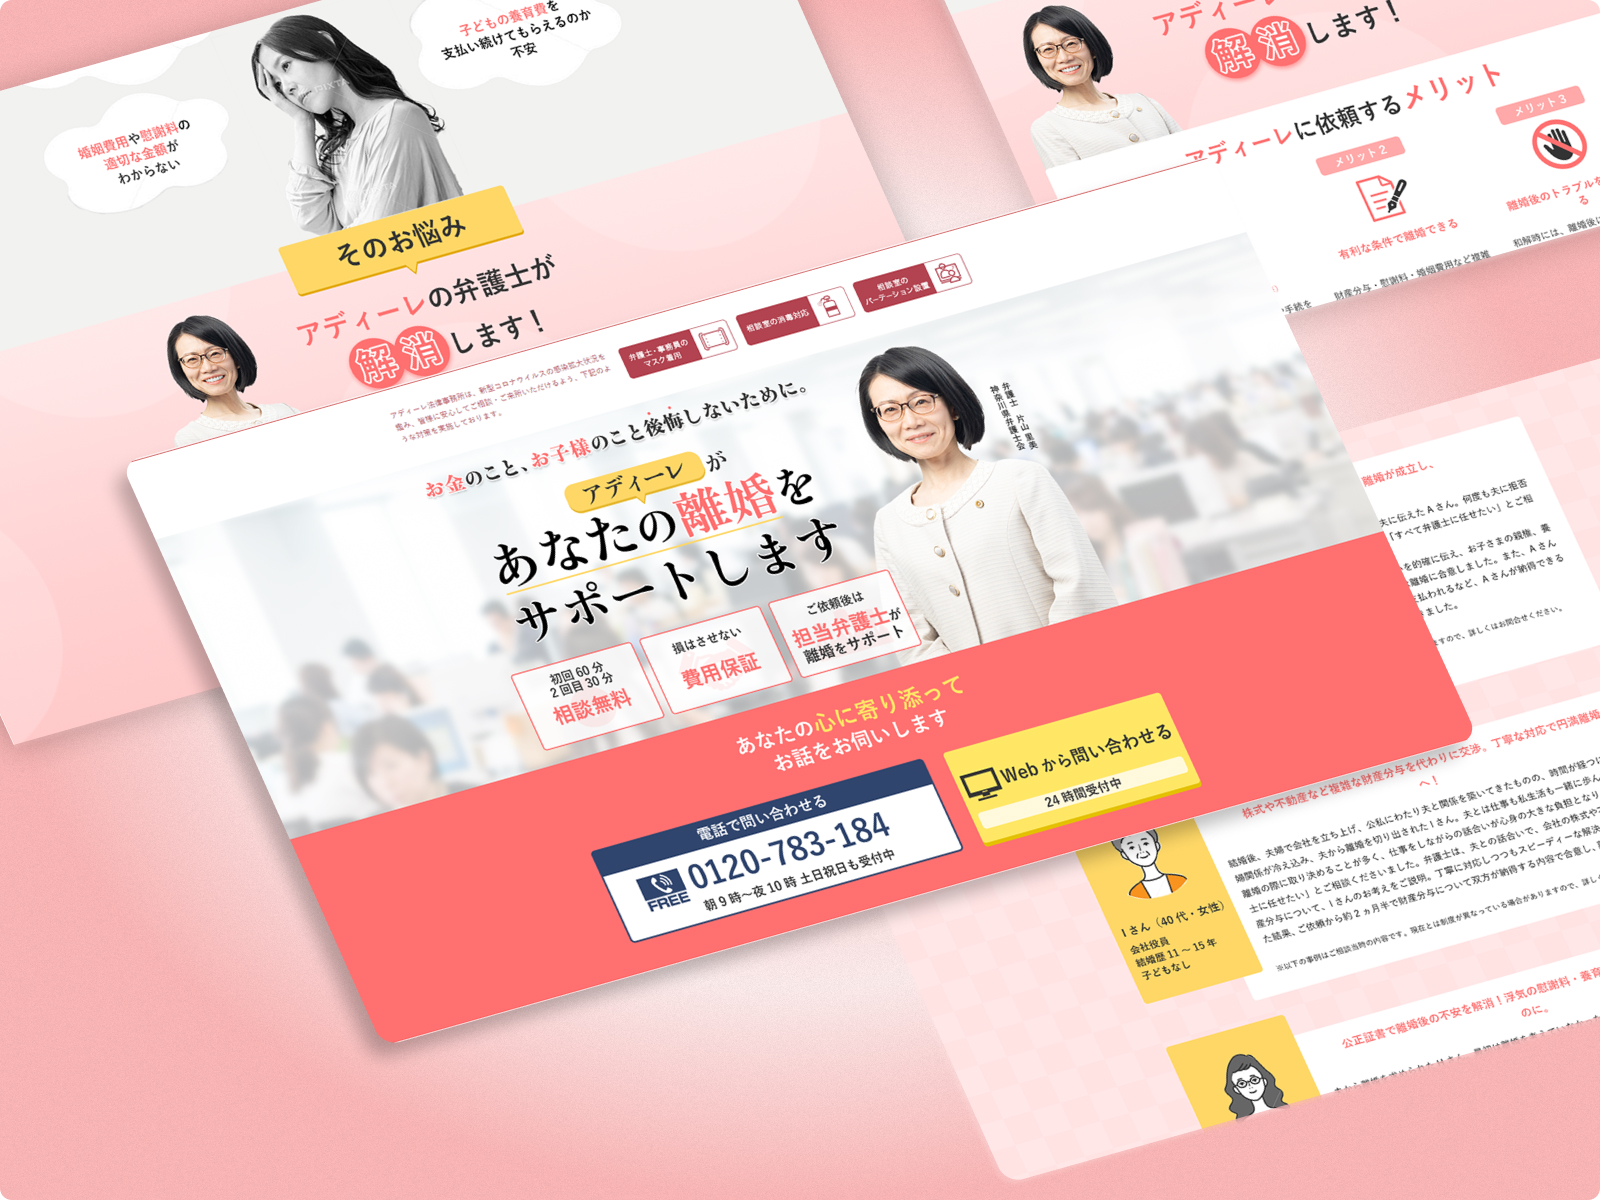 子どもの養育費を
支払い続けてもらえるのか
不安
婚姻費用や慰謝料の
適切な金額が
わからない
そのお悩み
アディーレの弁護士が
解消します！
アディーレ
解消します！
アディーレに依頼するメリット
メリット2
有利な条件で離婚できる
財産分与・慰謝料・婚姻費用など複雑
メリット3
離婚後のトラブルを
る
和解時には、離婚後に
手続を
アディーレ法律事務所は、新型コロナウイルスの感染拡大状況を
鑑み、皆様に安心してご相談・ご来所いただけるよう、下記のよ
うな対策を実施しております。
弁護士・事務員の
マスク着用
相談室の消毒対応
相談室の
パーテーション設置
お金のこと、お子様のこと後悔しないために。
アディーレが
あなたの離婚を
サポートします
弁護士 片山 里美
神奈川県弁護士会
初回60分
2回目30分
相談無料
損はさせない
費用保証
ご依頼後は
担当弁護士が
離婚をサポート
あなたの心に寄り添って
お話をお伺いします
電話で問い合わせる
FREE
0120-783-184
朝9時〜夜10時 土日祝日も受付中
Webから問い合わせる
24時間受付中
離婚が成立し、
夫に伝えたAさん。何度も夫に拒否
「すべて弁護士に任せたい」とご相
を的確に伝え、お子さまの親権、養
離婚に合意しました。また、Aさん
払われるなど、Aさんが納得できる
ました。
ますので、詳しくはお問合せください。
株式や不動産など複雑な財産分与を代わりに交渉。丁寧な対応で円満離婚
へ！
結婚後、夫婦で会社を立ち上げ、公私にわたり夫と関係を築いてきたものの、時間が経つに
婦関係が冷え込み、夫から離婚を切り出されたIさん。夫とは仕事も私生活も一緒に歩ん
離婚の際に取り決めることが多く、仕事をしながらの話合いが心身の大きな負担となり
士に任せたい」とご相談くださいました。弁護士は、夫との話合いで、会社の株式や
産分与について、Iさんのお考えをご説明。丁寧に対応しつつもスピーディーな解決
た結果、ご依頼から約2ヵ月半で財産分与について双方が納得する内容で合意し、
※以下の事例はご相談当時の内容です。現在とは制度が異なっている場合がありますので、詳しく
Iさん（40代・女性）
会社役員
結婚歴11〜15年
子どもなし
公正証書で離婚後の不安を解消！浮気の慰謝料・養育
のに。